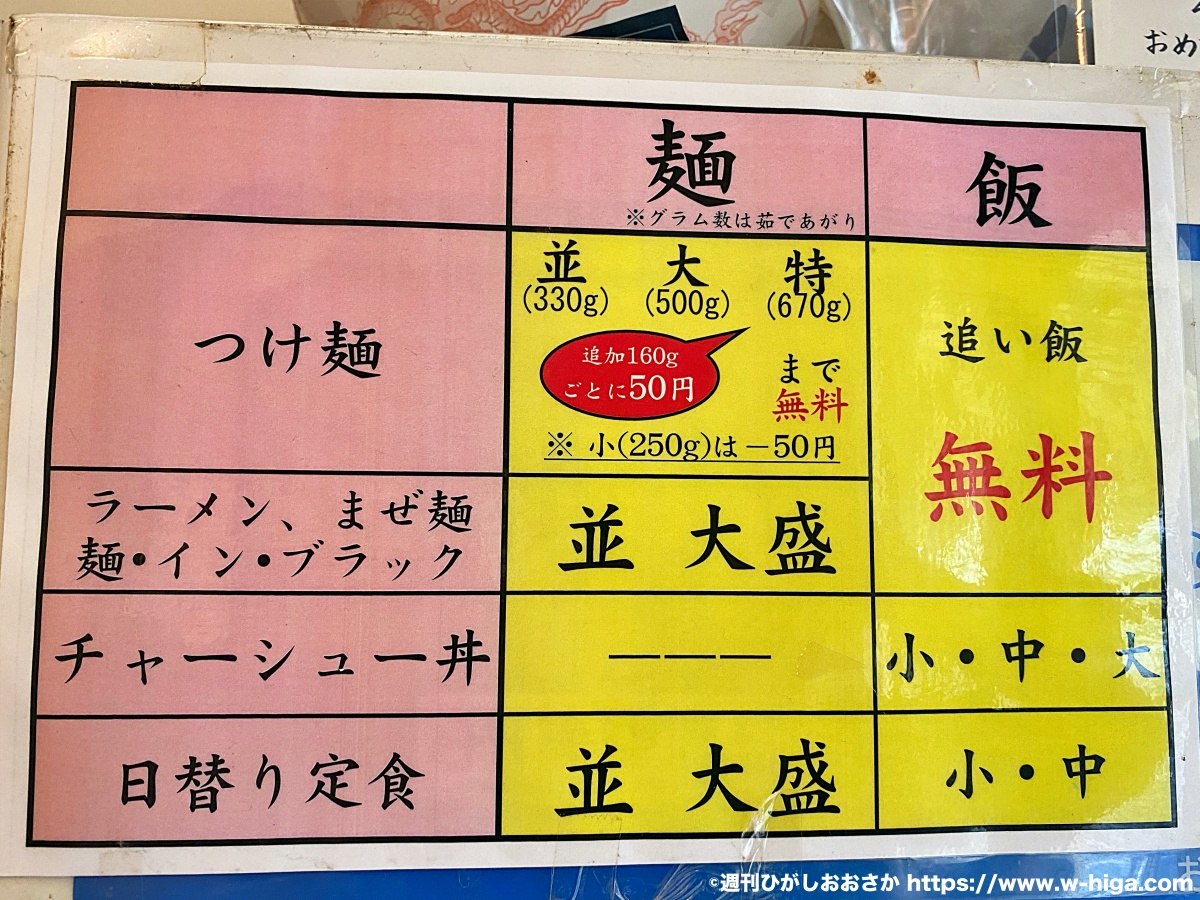 おめ
麺
飯
※グラム数は茹であがり
つけ麺
並 大 特
(330g) (500g) (670g)
追加160g
ごとに50円
まで
無料
※ 小(250g)は－50円
追い飯
無料
ラーメン、まぜ麺
麺・イン・ブラック
並 大盛
チャーシュー丼
ーーー
小・中・大
日替り定食
並 大盛
小・中
©週刊ひがしおおさか https://www.w-higa.com